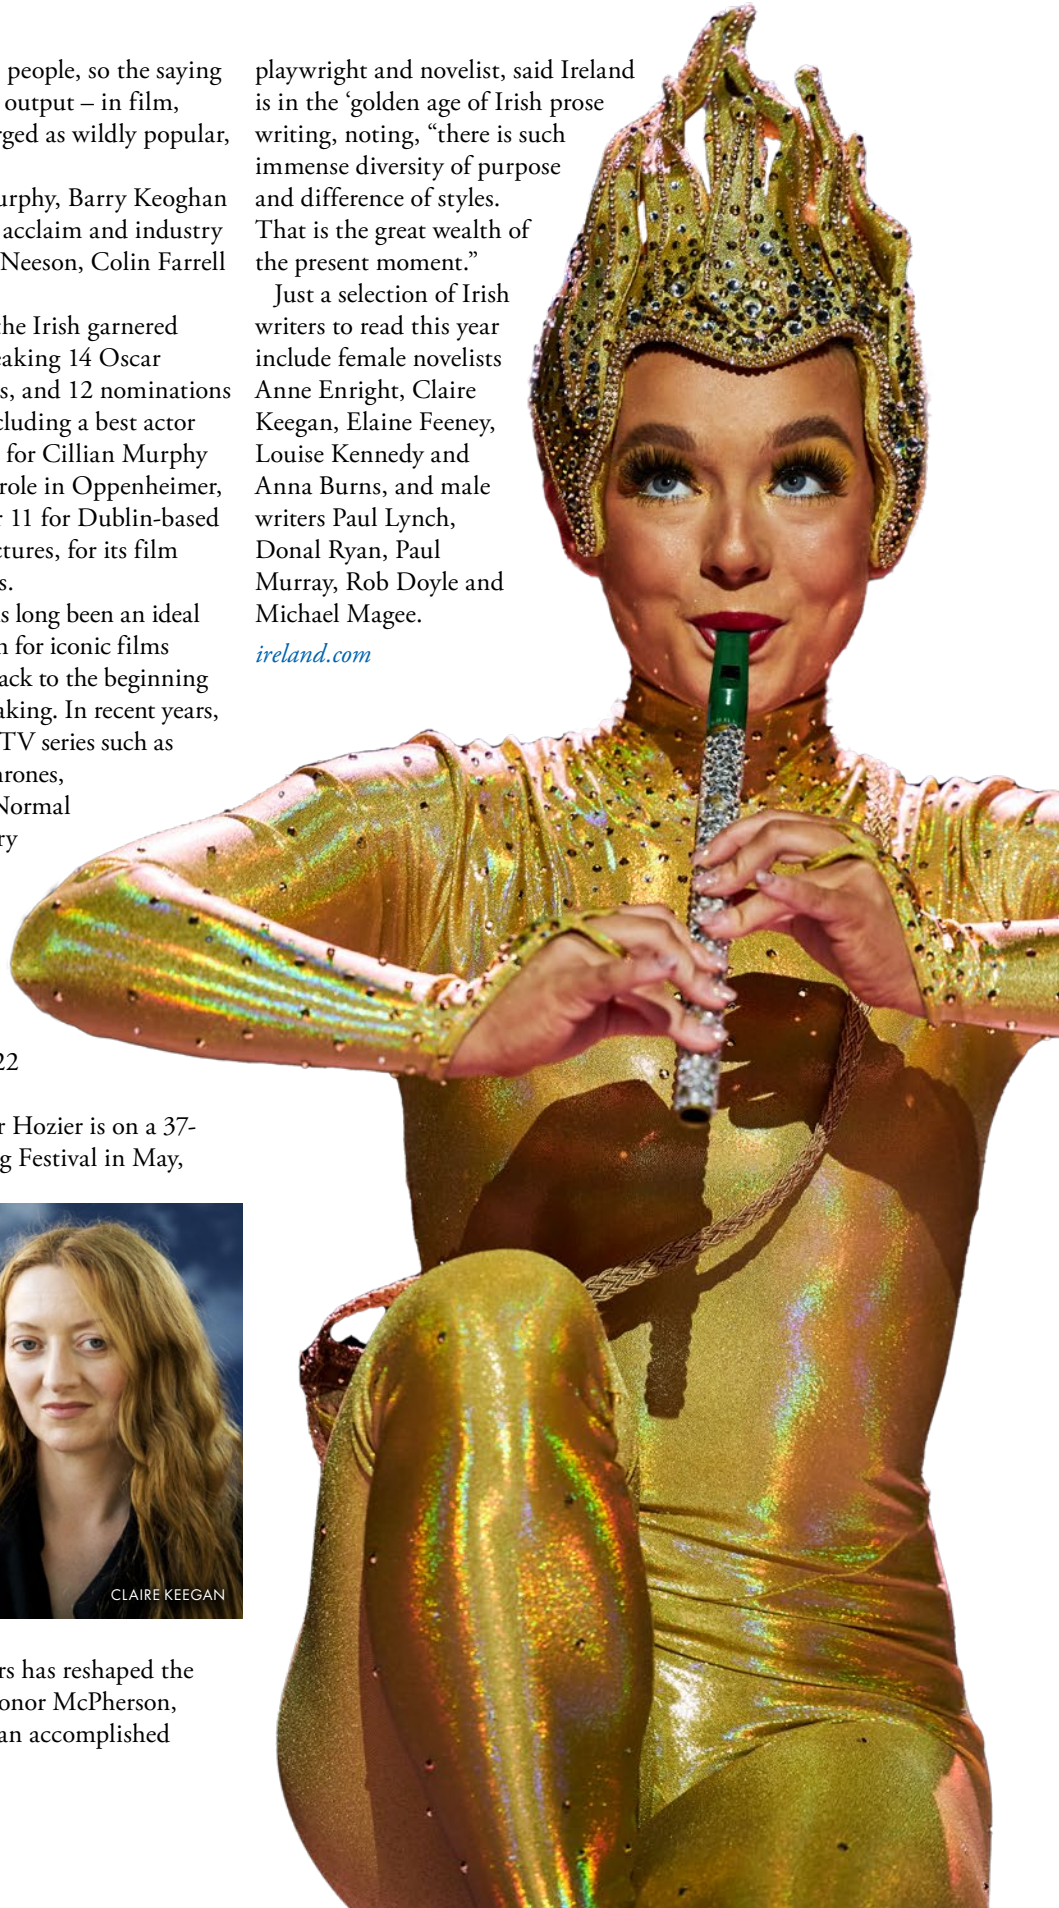 people, so the saying
output – in film,
ged as wildly popular,
urphy, Barry Keoghan
acclaim and industry
Neeson, Colin Farrell
the Irish garnered
eaking 14 Oscar
s, and 12 nominations
cluding a best actor
for Cillian Murphy
role in Oppenheimer,
r 11 for Dublin-based
ctures, for its film
s.
s long been an ideal
n for iconic films
ack to the beginning
aking. In recent years,
TV series such as
hrones,
Normal
ry
22
r Hozier is on a 37-
g Festival in May,
CLAIRE KEEGAN
rs has reshaped the
onor McPherson,
an accomplished
playwright and novelist, said Ireland
is in the ‘golden age of Irish prose
writing, noting, “there is such
immense diversity of purpose
and difference of styles.
That is the great wealth of
the present moment.”
Just a selection of Irish
writers to read this year
include female novelists
Anne Enright, Claire
Keegan, Elaine Feeney,
Louise Kennedy and
Anna Burns, and male
writers Paul Lynch,
Donal Ryan, Paul
Murray, Rob Doyle and
Michael Magee.
ireland.com